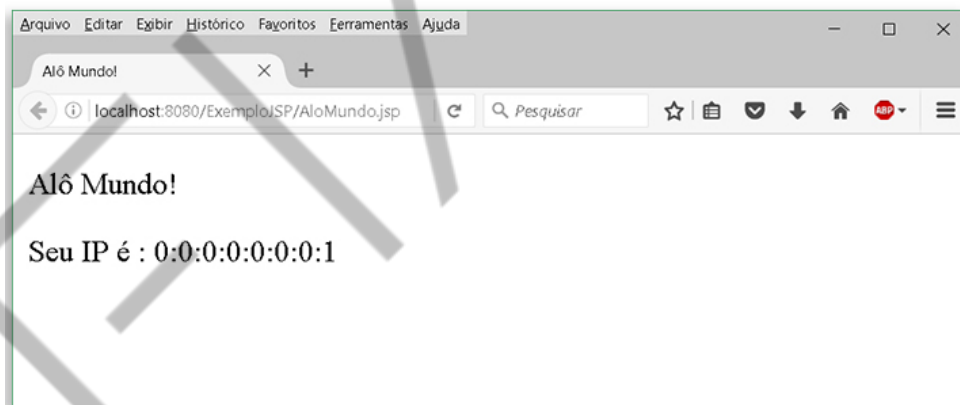 Arquivo Editar Exibir Histórico Favoritos Ferramentas Ajuda
Alô Mundo!
localhost:8080/ExemploJSP/AloMundo.jsp
Pesquisar
ABP
Alô Mundo!
Seu IP é : 0:0:0:0:0:0:0:1